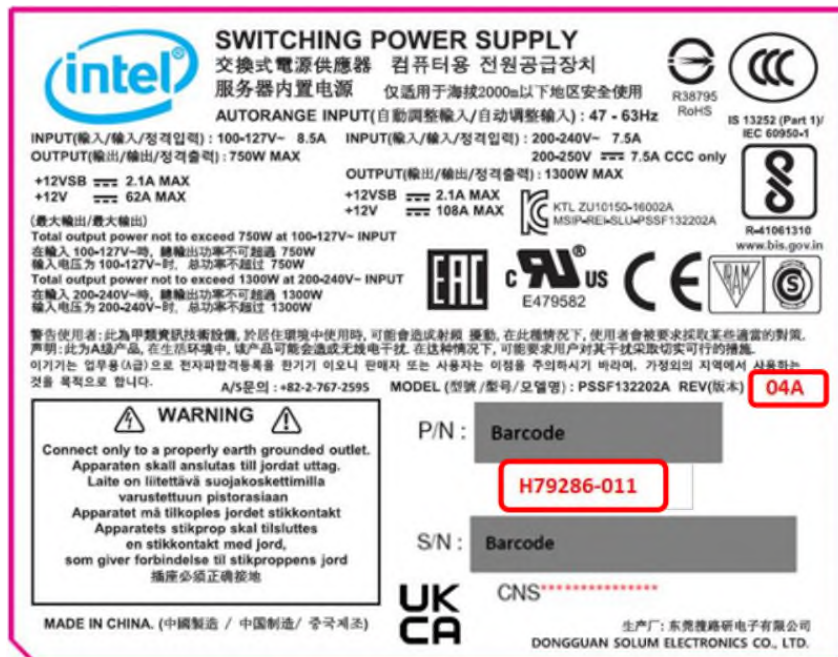 intel
SWITCHING POWER SUPPLY
交換式電源供應器 컴퓨터용 전원공급장치
服务器内置电源 仅适用于海拔2000m以下地区安全使用
AUTORANGE INPUT(自動調整輸入/自动调整输入) : 47 - 63Hz
R38795
RoHS
IS 13252 (Part 1)/
IEC 60950-1
INPUT(輸入/输入/정격입력) : 100-127V~ 8.5A
OUTPUT(輸出/输出/정격출력) : 750W MAX
+12VSB 2.1A MAX
+12V 62A MAX
INPUT(輸入/输入/정격입력) : 200-240V~ 7.5A
200-250V 7.5A CCC only
OUTPUT(輸出/输出/정격출력) : 1300W MAX
+12VSB 2.1A MAX
+12V 108A MAX
KTL ZU10150-16002A
MSIP-REI-SLU-PSSF132202A
R-41061310
www.bis.gov.in
(最大輸出/最大输出)
Total output power not to exceed 750W at 100-127V~ INPUT
在輸入 100-127V~時, 總輸出功率不可超過 750W
输入电压为 100-127V~时, 总功率不超过 750W
Total output power not to exceed 1300W at 200-240V~ INPUT
在輸入 200-240V~時, 總輸出功率不可超過 1300W
输入电压为 200-240V~时, 总功率不超过 1300W
EAC
C RU US
E479582
CE
IRAM
S
警告使用者: 此為甲類資訊技術設備, 於居住環境中使用時, 可能會造成射頻 擾動, 在此種情況下, 使用者會被要求採取某些適當的對策.
声明: 此为A级产品, 在生活环境中, 该产品可能会造成无线电干扰. 在这种情况下, 可能要求用户对其干扰采取切实可行的措施.
이기기는 업무용(A급)으로 전자파합격등록을 한기기 이오니 판매자 또는 사용자는 이점을 주의하시기 바라며, 가정외의 지역에서 사용하는
것을 목적으로 합니다. A/S문의 : +82-2-767-2595 MODEL (型號/型号/모델명) : PSSF132202A REV(版本) 04A
WARNING
Connect only to a properly earth grounded outlet.
Apparaten skall anslutas till jordat uttag.
Laite on liitettävä suojakoskettimilla
varustettuun pistorasiaan
Apparatet må tilkoples jordet stikkontakt
Apparatets stikprop skal tilsluttes
en stikkontakt med jord,
som giver forbindelse til stikproppens jord
插座必须正确接地
P/N : Barcode
H79286-011
S/N : Barcode
CNS***************
UK
CA
MADE IN CHINA. (中國製造 / 中国制造/ 중국제조)
生产厂: 东莞搜路研电子有限公司
DONGGUAN SOLUM ELECTRONICS CO., LTD.